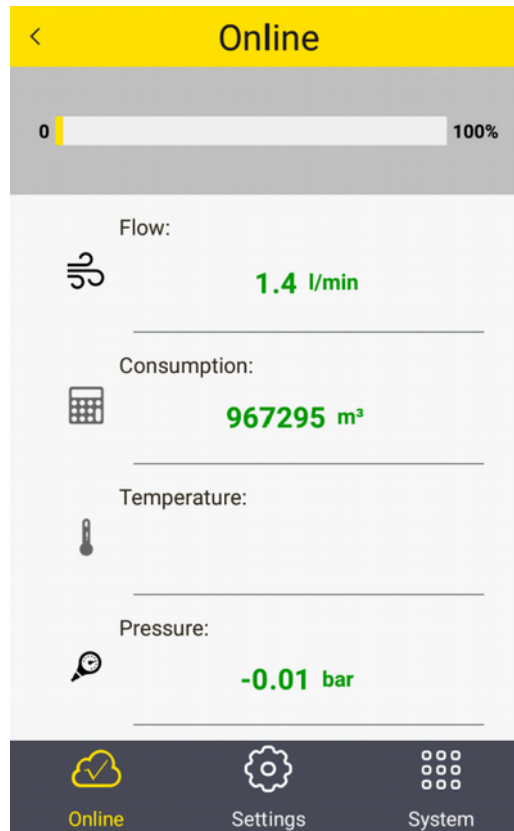 Online
0 100%
Flow:
1.4 l/min
Consumption:
967295 m³
Temperature:
Pressure:
-0.01 bar
Online Settings System